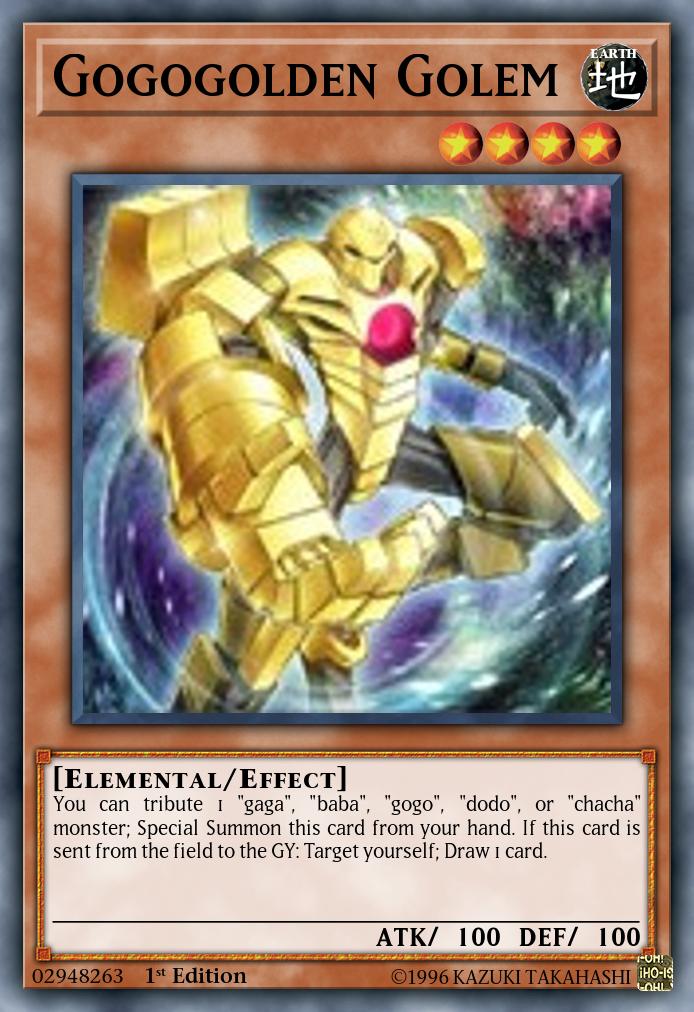 Gogogolden Golem
EARTH
地
[Elemental/Effect]
You can tribute 1 "gaga", "baba", "gogo", "dodo", or "chacha"
monster; Special Summon this card from your hand. If this card is
sent from the field to the GY: Target yourself; Draw 1 card.
ATK/ 100 DEF/ 100
02948263 1st Edition ©1996 KAZUKI TAKAHASHI